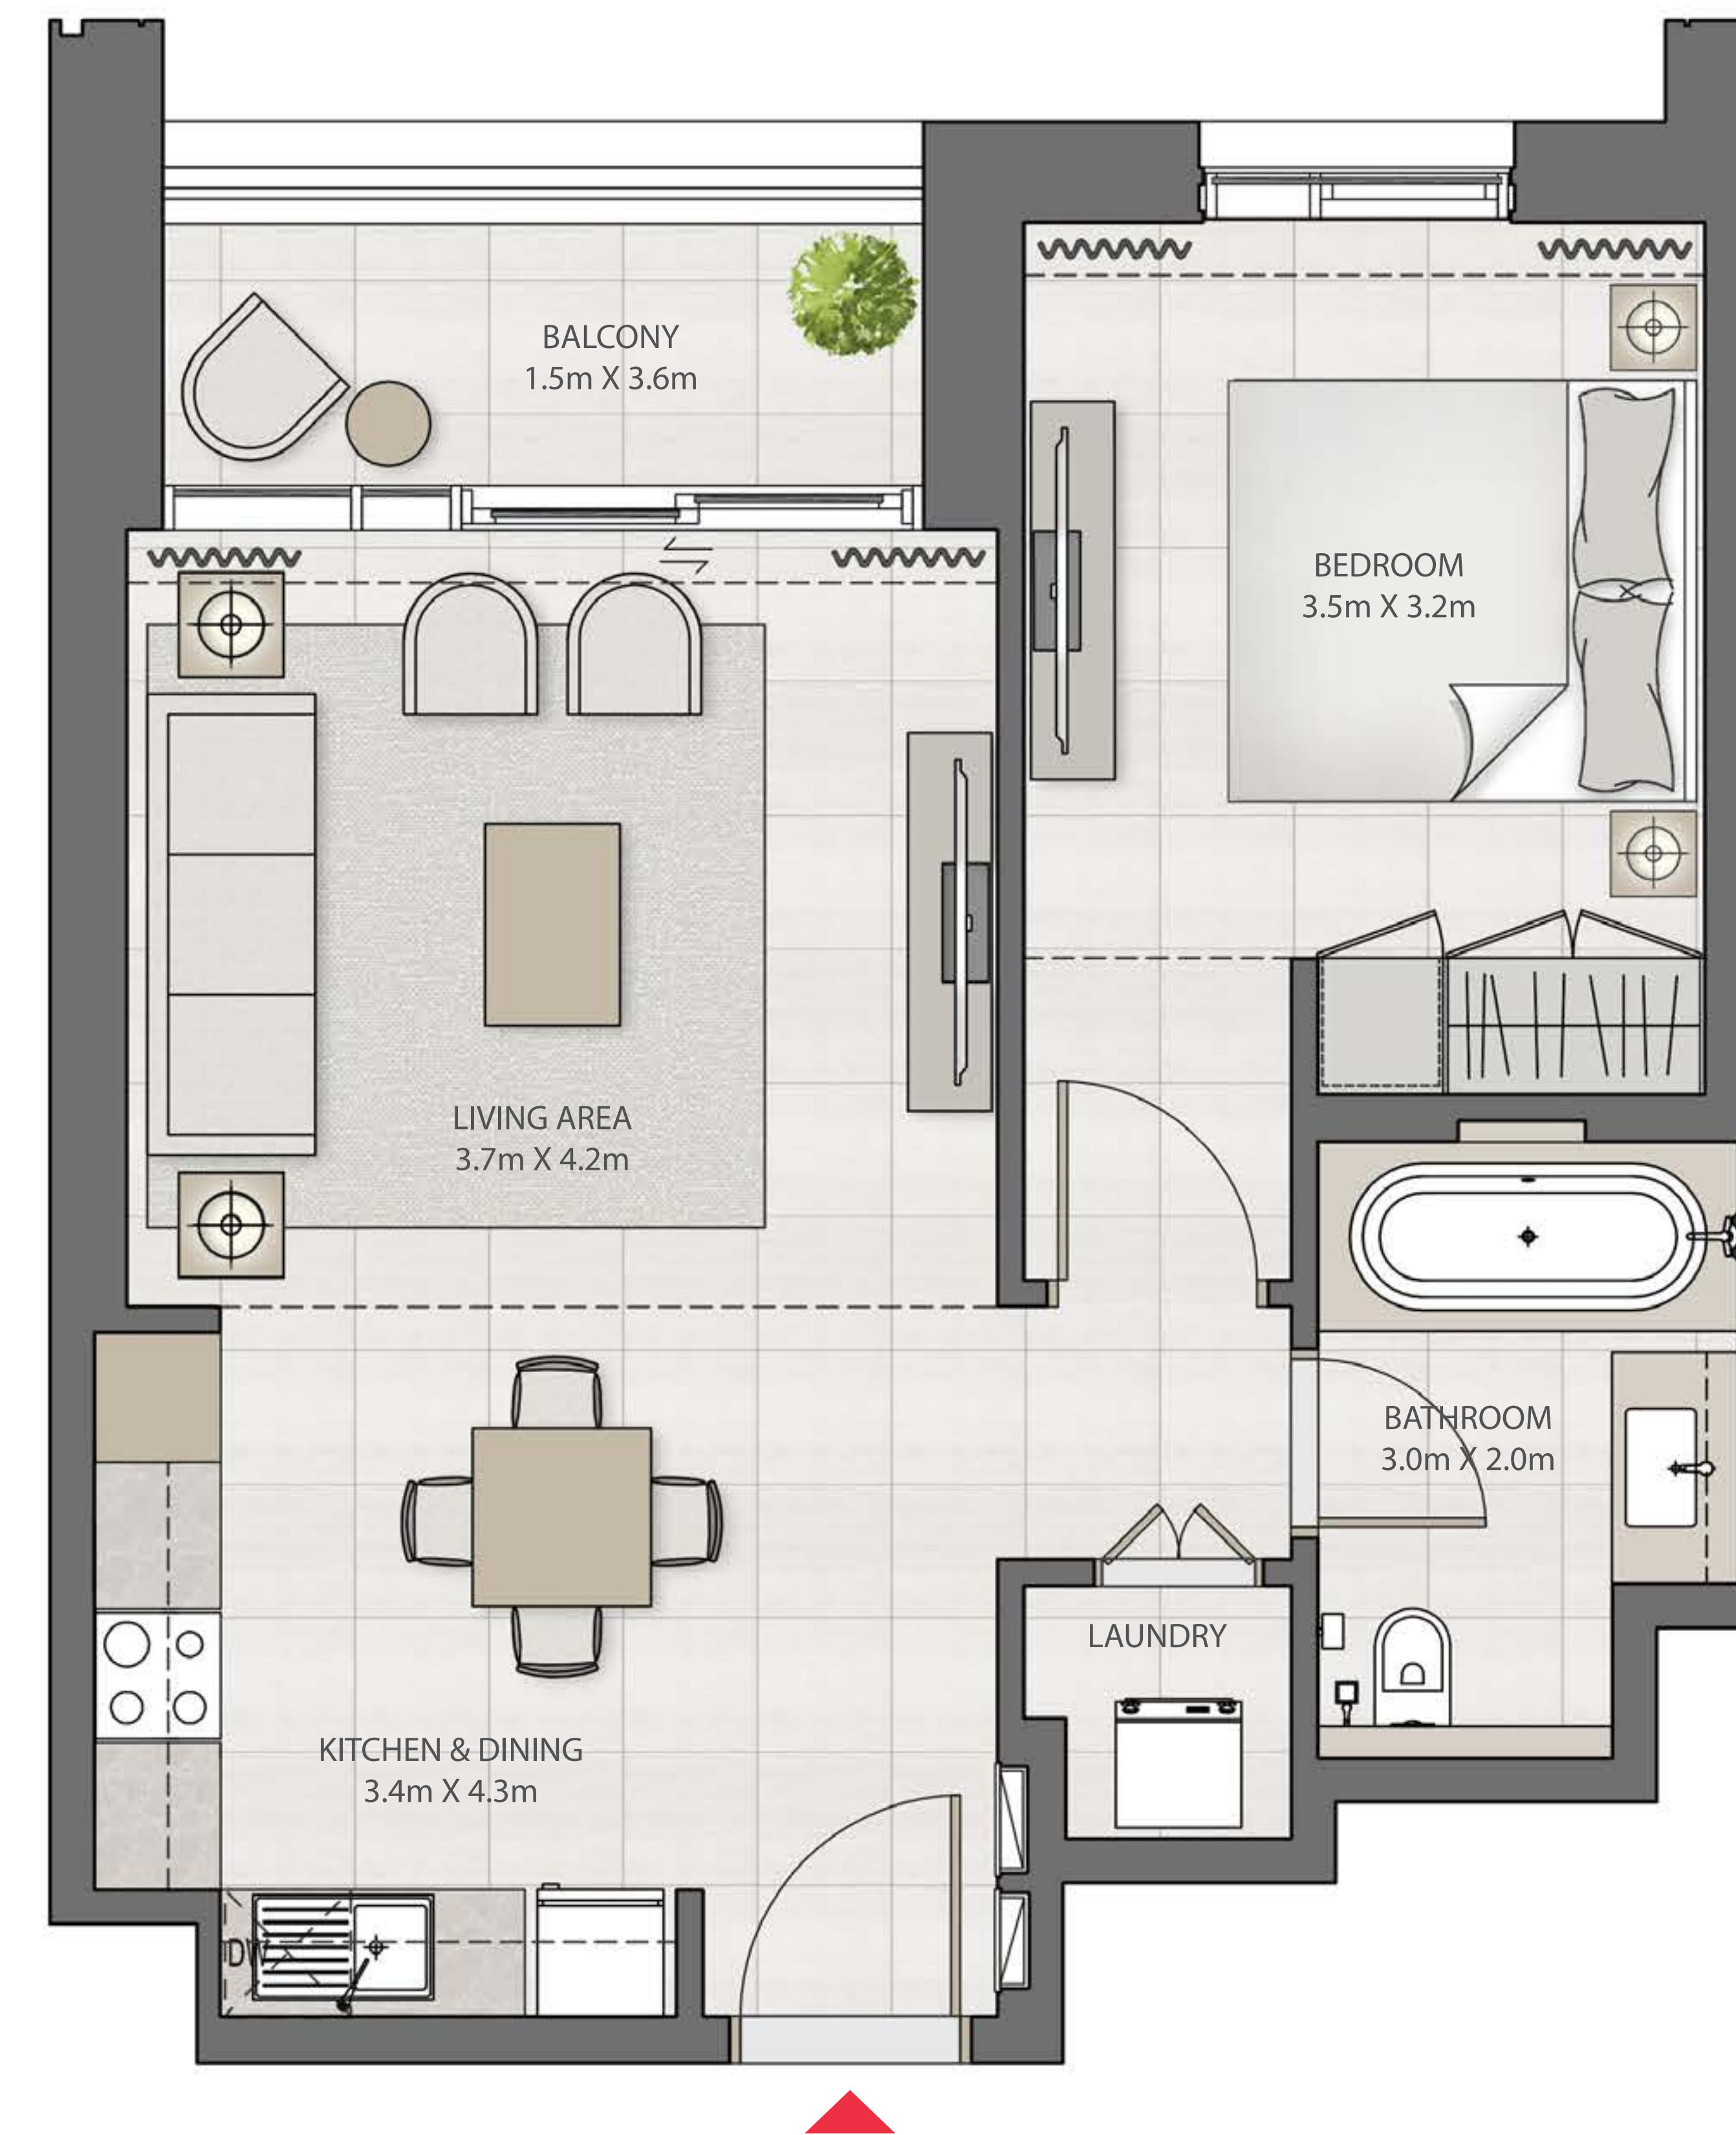 BALCONY
1.5m X 3.6m
BEDROOM
3.5m X 3.2m
LIVING AREA
3.7m X 4.2m
BATHROOM
3.0m X 2.0m
LAUNDRY
KITCHEN & DINING
3.4m X 4.3m
DW